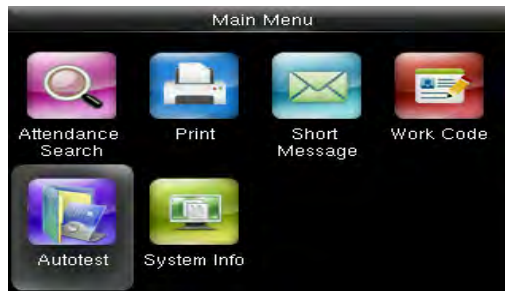 Main Menu
Attendance
Search
Print
Short
Message
Work Code
Autotest
System Info